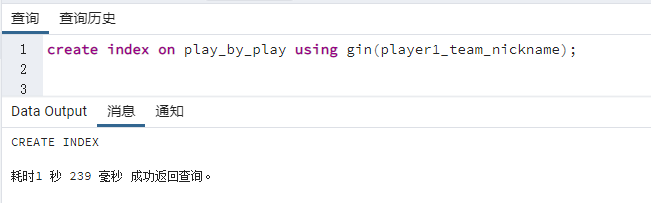 查询 查询历史
1 create index on play_by_play using gin(player1_team_nickname);
2
3
Data Output 消息 通知
CREATE INDEX
耗时1 秒 239 毫秒 成功返回查询。